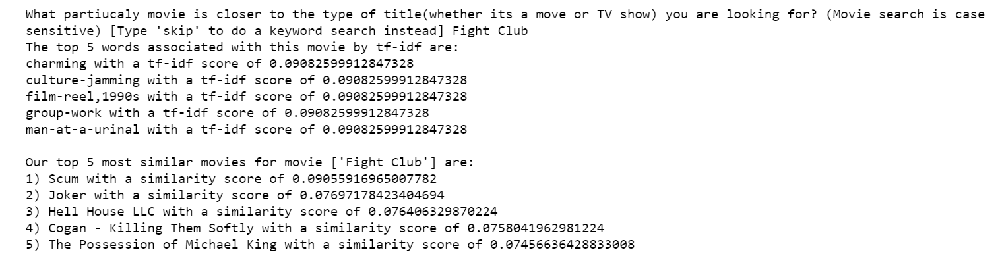 What partiucaly movie is closer to the type of title(whether its a move or TV show) you are looking for? (Movie search is case
sensitive) [Type 'skip' to do a keyword search instead] Fight Club
The top 5 words associated with this movie by tf-idf are:
charming with a tf-idf score of 0.09082599912847328
culture-jamming with a tf-idf score of 0.09082599912847328
film-reel,1990s with a tf-idf score of 0.09082599912847328
group-work with a tf-idf score of 0.09082599912847328
man-at-a-urinal with a tf-idf score of 0.09082599912847328
Our top 5 most similar movies for movie ['Fight Club'] are:
1) Scum with a similarity score of 0.09055916965007782
2) Joker with a similarity score of 0.07697178423404694
3) Hell House LLC with a similarity score of 0.076406329870224
4) Cogan - Killing Them Softly with a similarity score of 0.0758041962981224
5) The Possession of Michael King with a similarity score of 0.07456636428833008